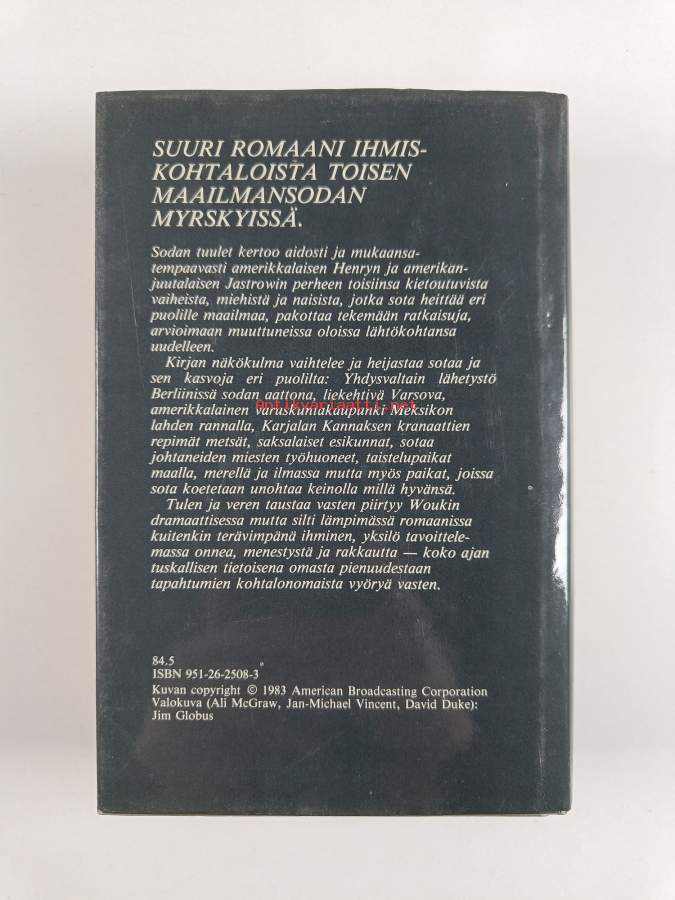 SUURI ROMAANI IHMIS-
KOHTALOISTA TOISEN
MAAILMANSODAN
MYRSKYISSÄ.
Sodan tuulet kertoo aidosti ja mukaansa-
tempaavasti amerikkalaisen Henryn ja amerikan-
juutalaisen Jastrowin perheen toisiinsa kietoutuvista
vaiheista, miehistä ja naisista, jotka sota heittää eri
puolille maailmaa, pakottaa tekemään ratkaisuja,
arvioimaan muuttuneissa oloissa lähtökohtansa
uudelleen.
Kirjan näkökulma vaihtelee ja heijastaa sotaa ja
sen kasvoja eri puolilta: Yhdysvaltain lähetystö
Berliinissä sodan aattona, liekehtivä Varsova,
Antikvariaatti.net
amerikkalainen Meksikon
lahden rannalla, Karjalan Kannaksen kranaattien
repimät metsät, saksalaiset esikunnat, sotaa
johtaneiden miesten työhuoneet, taistelupaikat
maalla, merellä ja ilmassa mutta myös paikat, joissa
sota koetetaan unohtaa keinolla millä hyvänsä.
Tulen ja veren taustaa vasten piirtyy Woukin
dramaattisessa mutta silti lämpimässä romaanissa
kuitenkin terävimpänä ihminen, yksilö tavoittele-
massa onnea, menestystä ja rakkautta — koko ajan
tuskallisen tietoisena omasta pienuudestaan
tapahtumien kohtalonomaista vyöryä vasten.
84.5
ISBN 951-26-2508-3
Kuvan copyright © 1983 American Broadcasting Corporation
Valokuva (Ali McGraw, Jan-Michael Vincent, David Duke):
Jim Globus